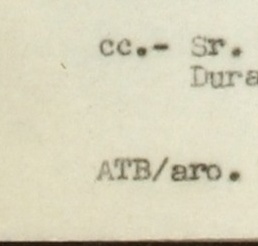 cc.- Sr.
Dura
ATB/aro.